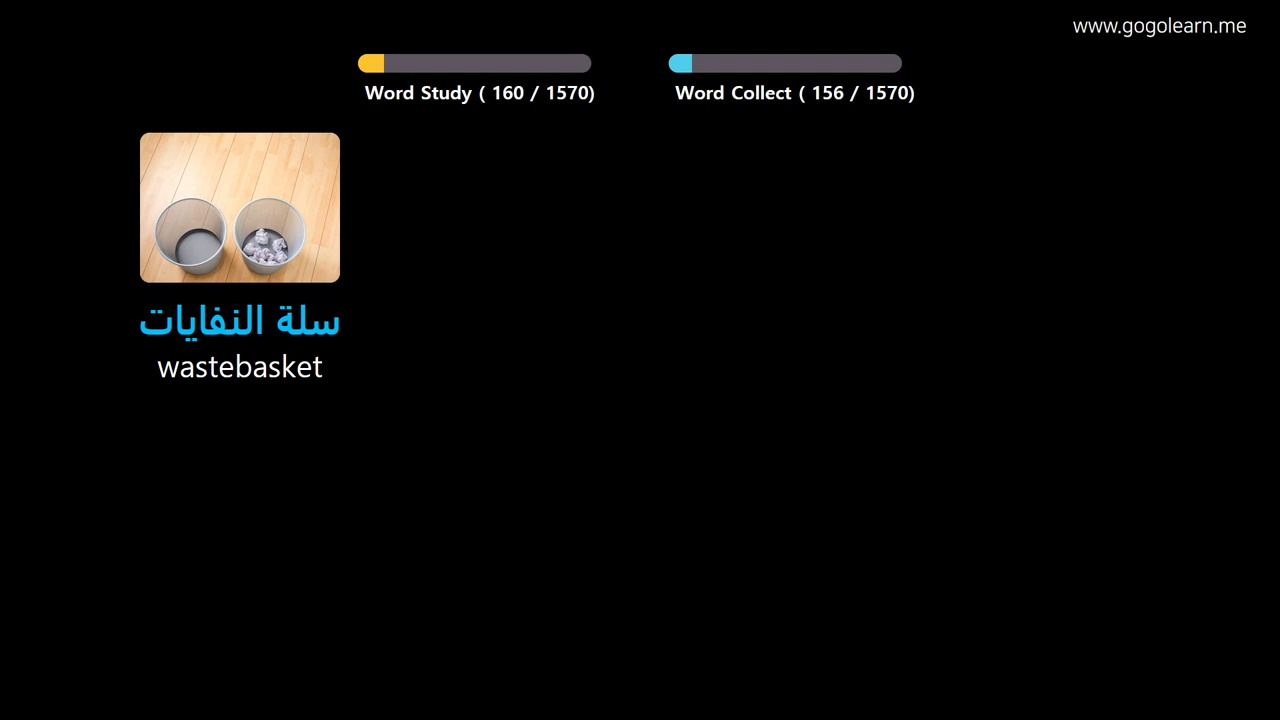 www.gogolearn.me
Word Study ( 160 / 1570)
Word Collect ( 156 / 1570)
سلة النفايات
wastebasket